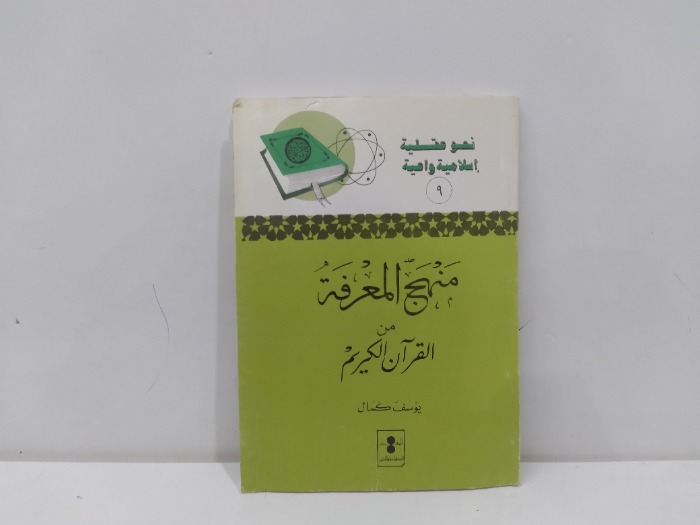 نحو عقلية
إسلامية واعية
٩
منهج المعرفة
من
القرآن الكريم
يوسف كمال